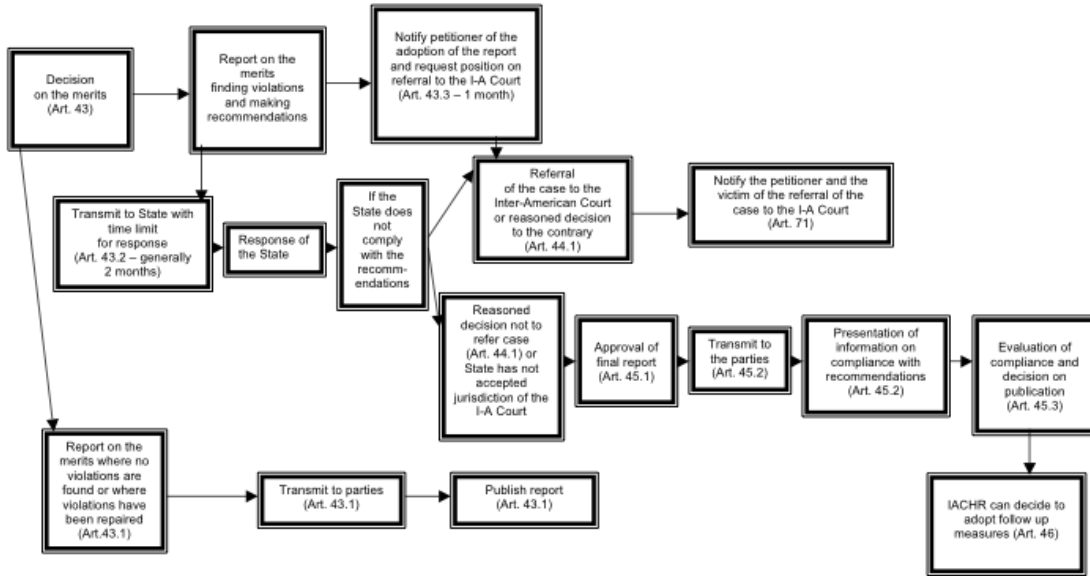 Decision
on the merits
(Art. 43)
Report on the
merits
finding violations
and making
recommendations
Notify petitioner of the
adoption of the report
and request position on
referral to the I-A Court
(Art. 43.3 – 1 month)
Transmit to State with
time limit
for response
(Art. 43.2 – generally
2 months)
Response of
the State
If the
State does
not
comply
with the
recomm-
endations
Referral
of the case to the
Inter-American Court
or reasoned decision
to the contrary
(Art. 44.1)
Notify the petitioner and the
victim of the referral of the
case to the I-A Court
(Art. 71)
Reasoned
decision not to
refer case
(Art. 44.1) or
State has not
accepted
jurisdiction of the
I-A Court
Approval of
final report
(Art. 45.1)
Transmit to
the parties
(Art. 45.2)
Presentation of
information on
compliance with
recommendations
(Art. 45.2)
Evaluation of
compliance and
decision on
publication
(Art. 45.3)
Report on the
merits where no
violations are
found or where
violations have
been repaired
(Art.43.1)
Transmit to parties
(Art. 43.1)
Publish report
(Art. 43.1)
IACHR can decide to
adopt follow up
measures (Art. 46)